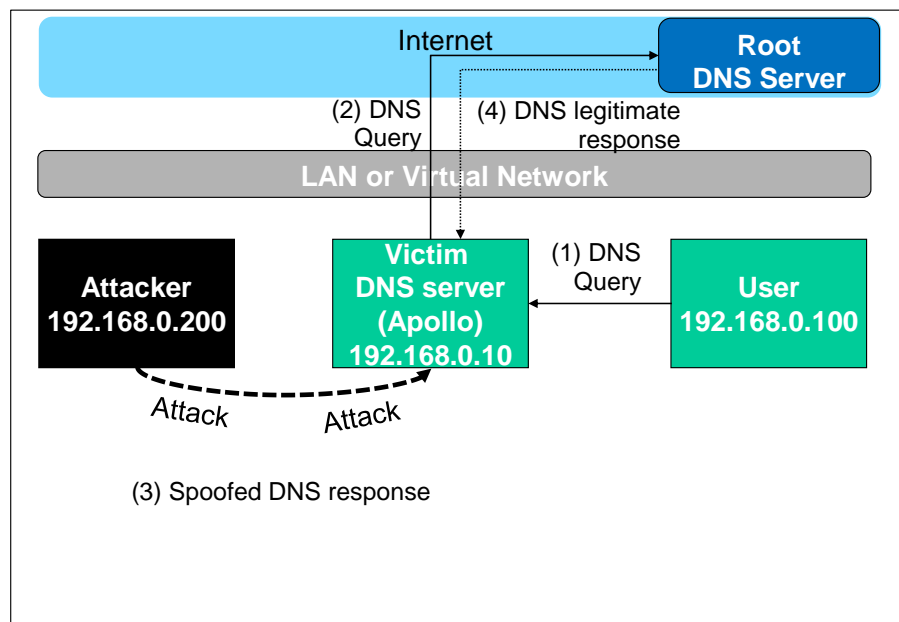 Internet
Root
DNS Server
(2) DNS
Query
(4) DNS legitimate
response
LAN or Virtual Network
Attacker
192.168.0.200
Victim
DNS server
(Apollo)
192.168.0.10
(1) DNS
Query
User
192.168.0.100
Attack
Attack
(3) Spoofed DNS response